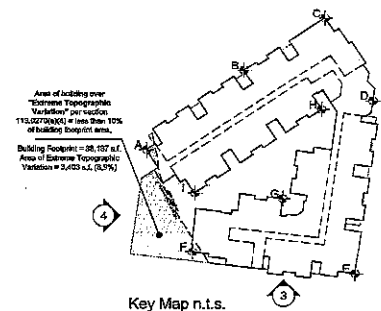 C
B
Area of building over
"Extreme Topographic
Variation" per section
113.0270(a)(4) = less than 10%
of building footprint area.
Building Footprint = 38,137 s.f.
Area of Extreme Topographic
Variation = 3,403 s.f. (8.9%)
D
H
A
I
G
4
F
E
3
Key Map n.t.s.